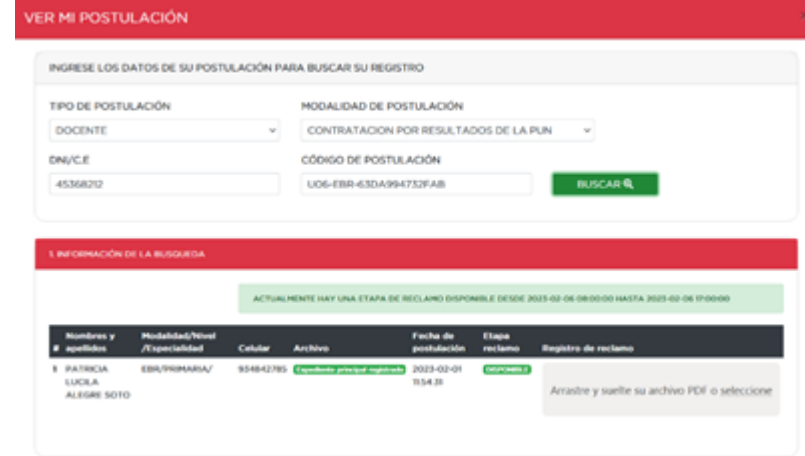 VER MI POSTULACIÓN
INGRESE LOS DATOS DE SU POSTULACIÓN PARA BUSCAR SU REGISTRO
TIPO DE POSTULACIÓN MODALIDAD DE POSTULACIÓN
DOCENTE CONTRATACION POR RESULTADOS DE LA PUN
DNI/C.E CÓDIGO DE POSTULACIÓN
45368212 U06-EBR-63DA994732FAB BUSCAR
1. INFORMACIÓN DE LA BUSQUEDA
ACTUALMENTE HAY UNA ETAPA DE RECLAMO DISPONIBLE DESDE 2023-02-06 08:00:00 HASTA 2023-02-06 17:00:00
# Nombres y apellidos Modalidad/Nivel/Especialidad Celular Archivo Fecha de postulación Etapa reclamo Registro de reclamo
1 PATRICIA LUCILA ALEGRE SOTO EBR/PRIMARIA/ 934842785 Expediente principal registrado 2023-02-01 11:54:31 DISPONIBLE Arrastre y suelte su archivo PDF o seleccione